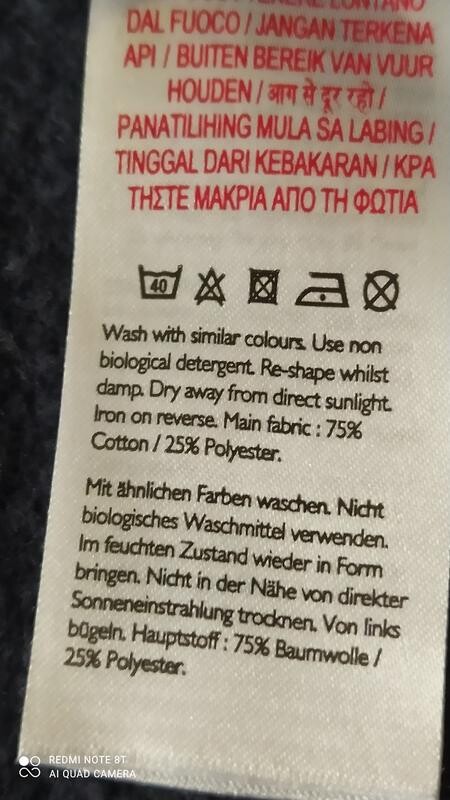 TENERE LONTANO
DAL FUOCO / JANGAN TERKENA
API / BUITEN BEREIK VAN VUUR
HOUDEN / आग से दूर रहो /
PANATILIHING MULA SA LABING /
TINGGAL DARI KEBAKARAN / KPA
ΤΗΣΤΕ ΜΑΚΡΙΑ ΑΠΟ ΤΗ ΦΩΤΙΑ
40
Wash with similar colours. Use non
biological detergent. Re-shape whilst
damp. Dry away from direct sunlight.
Iron on reverse. Main fabric : 75%
Cotton / 25% Polyester.
Mit ähnlichen Farben waschen. Nicht
biologisches Waschmittel verwenden.
Im feuchten Zustand wieder in Form
bringen. Nicht in der Nähe von direkter
Sonneneinstrahlung trocknen. Von links
bügeln. Hauptstoff : 75% Baumwolle /
25% Polyester.
REDMI NOTE 8T
AI QUAD CAMERA